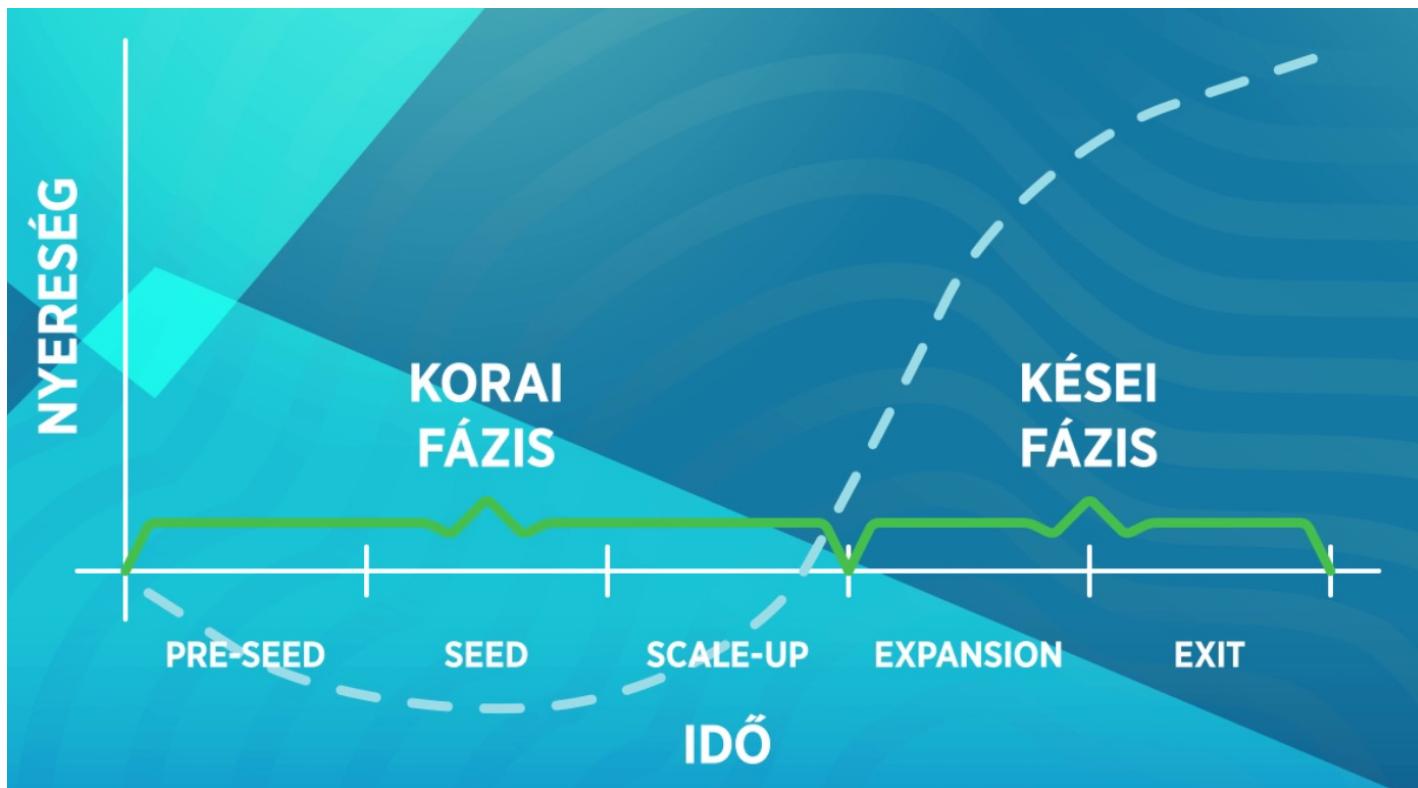 NYERESÉG
KORAI
FÁZIS
KÉSEI
FÁZIS
PRE-SEED
SEED
SCALE-UP
EXPANSION
EXIT
IDŐ